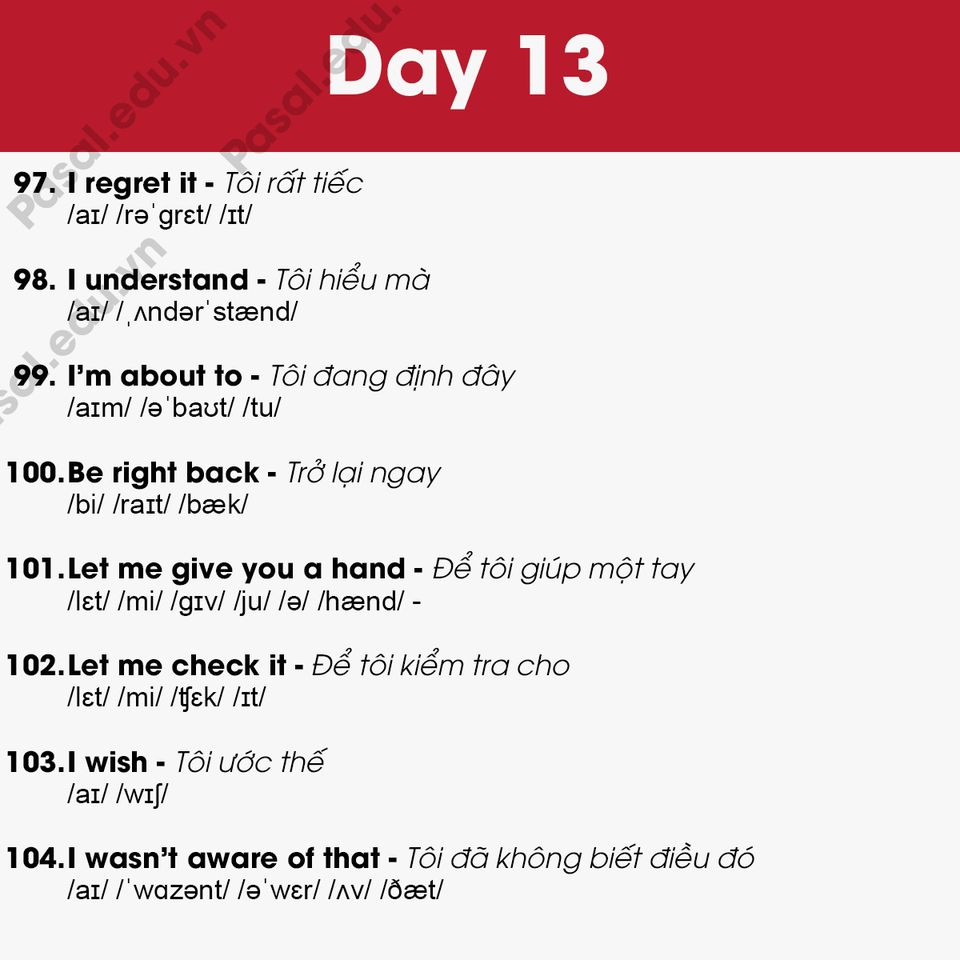 Day 13
Pasal.edu.vn
Pasal.edu.
97. I regret it - Tôi rất tiếc
/aɪ/ /rəˈgrɛt/ /ɪt/
98. I understand - Tôi hiểu mà
/aɪ/ /ˌʌndərˈstænd/
asal.edu.vn
99. I’m about to - Tôi đang định đây
/aɪm/ /əˈbaʊt/ /tu/
100. Be right back - Trở lại ngay
/bi/ /raɪt/ /bæk/
101. Let me give you a hand - Để tôi giúp một tay
/lɛt/ /mi/ /gɪv/ /ju/ /ə/ /hænd/ -
102. Let me check it - Để tôi kiểm tra cho
/lɛt/ /mi/ /ʧɛk/ /ɪt/
103. I wish - Tôi ước thế
/aɪ/ /wɪʃ/
104. I wasn’t aware of that - Tôi đã không biết điều đó
/aɪ/ /ˈwɑzənt/ /əˈwɛr/ /ʌv/ /ðæt/